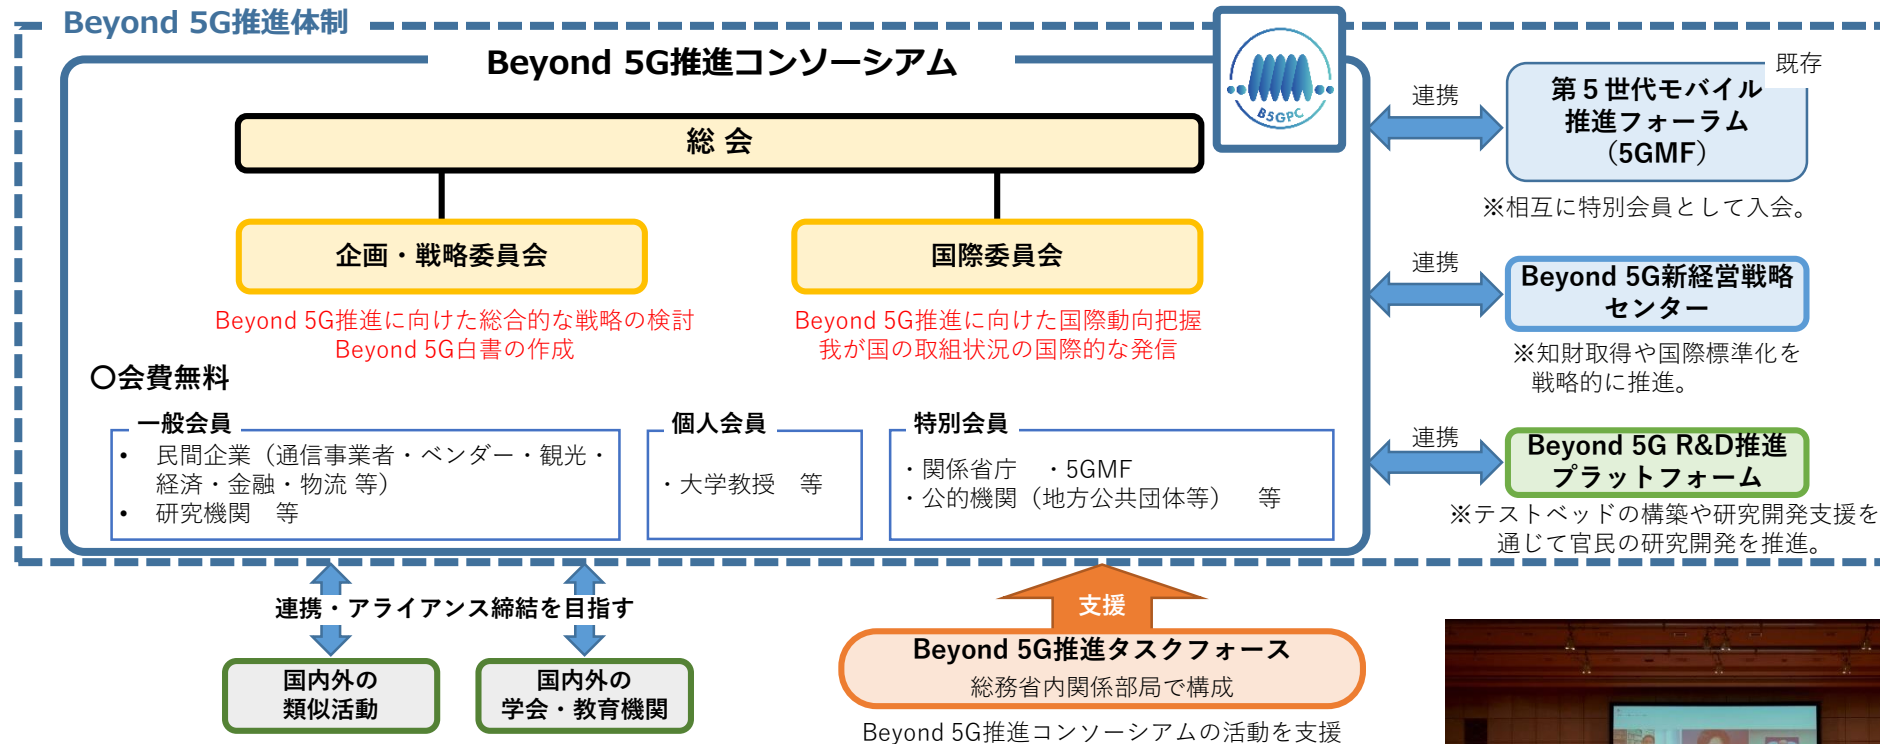 Beyond 5G推進体制
Beyond 5G推進コンソーシアム
B5GPC
総 会
企画・戦略委員会
Beyond 5G推進に向けた総合的な戦略の検討
Beyond 5G白書の作成
国際委員会
Beyond 5G推進に向けた国際動向把握
我が国の取組状況の国際的な発信
〇会費無料
一般会員
• 民間企業（通信事業者・ベンダー・観光・
経済・金融・物流 等）
• 研究機関　等
個人会員
・大学教授　等
特別会員
・関係省庁　・5GMF
・公的機関（地方公共団体等）　等
連携
既存
第５世代モバイル
推進フォーラム
（5GMF）
※相互に特別会員として入会。
連携
Beyond 5G新経営戦略
センター
※知財取得や国際標準化を
戦略的に推進。
連携
Beyond 5G R&D推進
プラットフォーム
※テストベッドの構築や研究開発支援を
通じて官民の研究開発を推進。
連携・アライアンス締結を目指す
国内外の
類似活動
国内外の
学会・教育機関
支援
Beyond 5G推進タスクフォース
総務省内関係部局で構成
Beyond 5G推進コンソーシアムの活動を支援